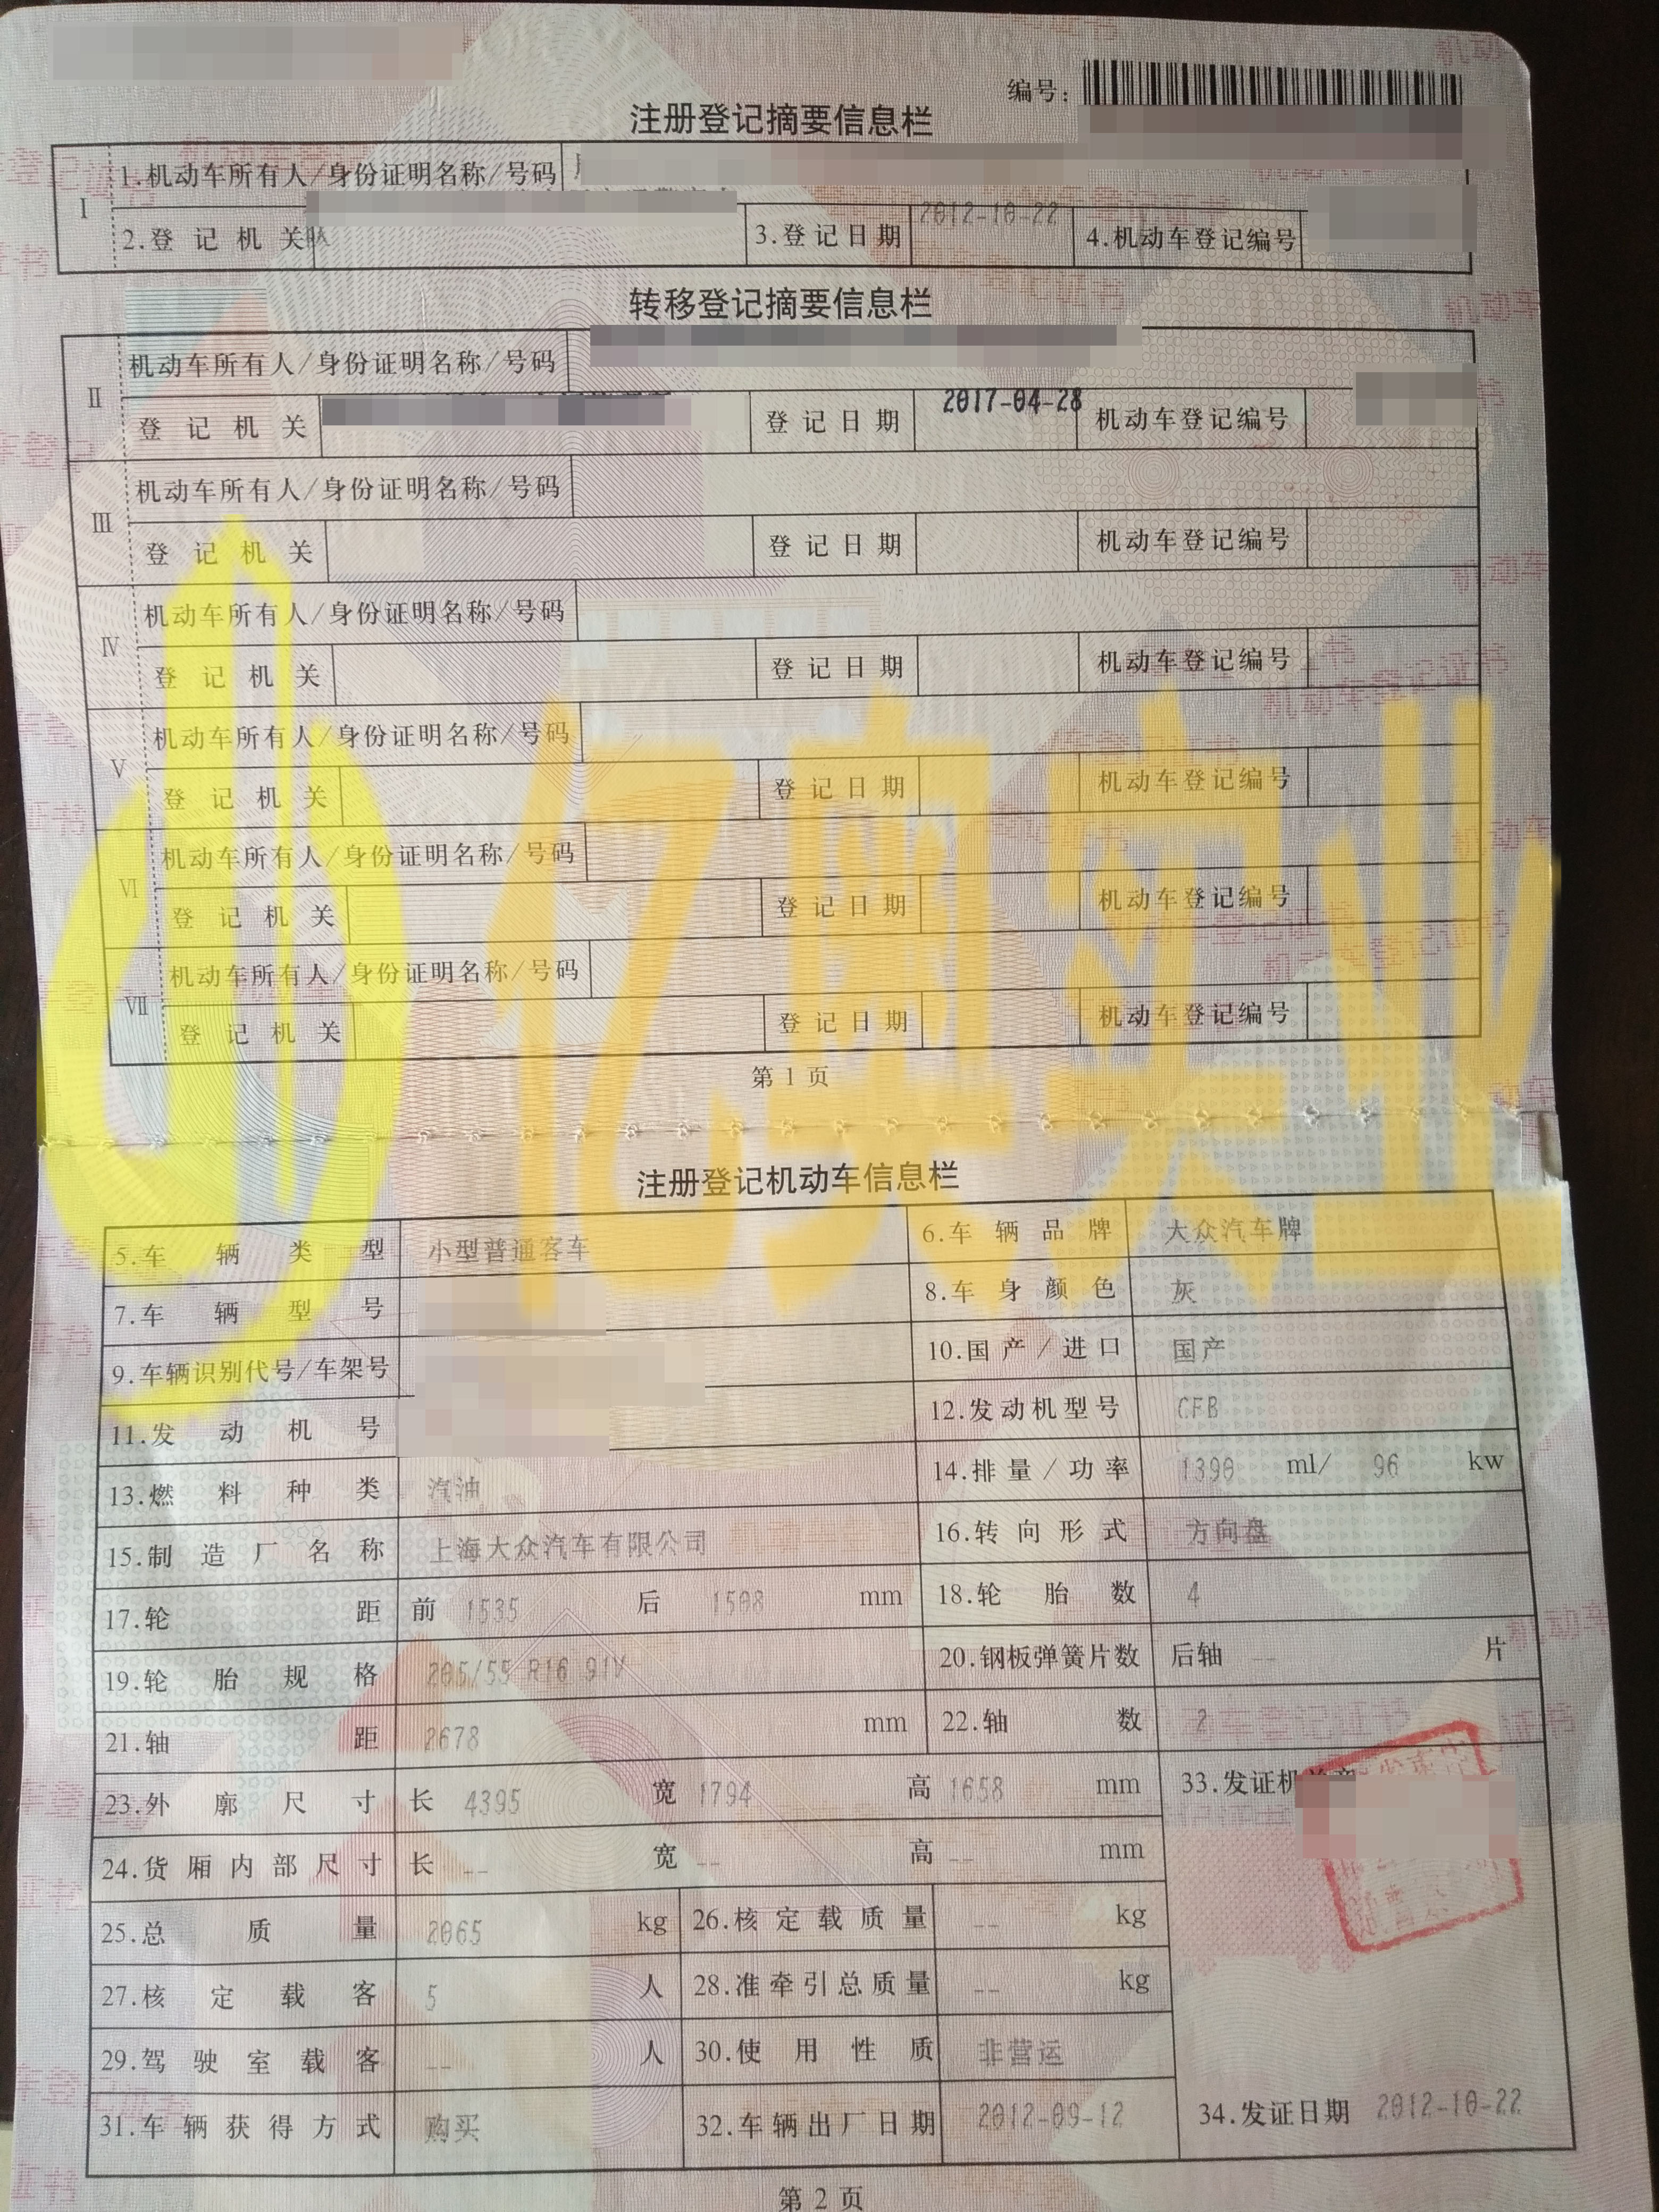 编号:
注册登记摘要信息栏
Ⅰ 1.机动车所有人/身份证明名称/号码
2.登记机关 队 3.登记日期 2012-10-22 4.机动车登记编号
转移登记摘要信息栏
Ⅱ 机动车所有人/身份证明名称/号码
登记机关 登记日期 2017-04-28 机动车登记编号
Ⅲ 机动车所有人/身份证明名称/号码
登记机关 登记日期 机动车登记编号
Ⅳ 机动车所有人/身份证明名称/号码
登记机关 登记日期 机动车登记编号
Ⅴ 机动车所有人/身份证明名称/号码
登记机关 登记日期 机动车登记编号
Ⅵ 机动车所有人/身份证明名称/号码
登记机关 登记日期 机动车登记编号
Ⅶ 机动车所有人/身份证明名称/号码
登记机关 登记日期 机动车登记编号
第1页
注册登记机动车信息栏
5.车辆类型 小型普通客车 6.车辆品牌 大众汽车牌
7.车辆型号 8.车身颜色 灰
9.车辆识别代号/车架号 10.国产/进口 国产
11.发动机号 12.发动机型号 CFB
13.燃料种类 汽油 14.排量/功率 1390 ml/ 96 kw
15.制造厂名称 上海大众汽车有限公司 16.转向形式 方向盘
17.轮距 前 1535 后 1508 mm 18.轮胎数 4
19.轮胎规格 205/55 R16 91V 20.钢板弹簧片数 后轴 -- 片
21.轴距 2678 mm 22.轴数 2
23.外廓尺寸 长 4395 宽 1794 高 1658 mm 33.发证机
24.货厢内部尺寸 长 -- 宽 -- 高 -- mm
25.总质量 2065 kg 26.核定载质量 -- kg
27.核定载客 5 人 28.准牵引总质量 -- kg
29.驾驶室载客 -- 人 30.使用性质 非营运
31.车辆获得方式 购买 32.车辆出厂日期 2012-09-12 34.发证日期 2012-10-22
第2页